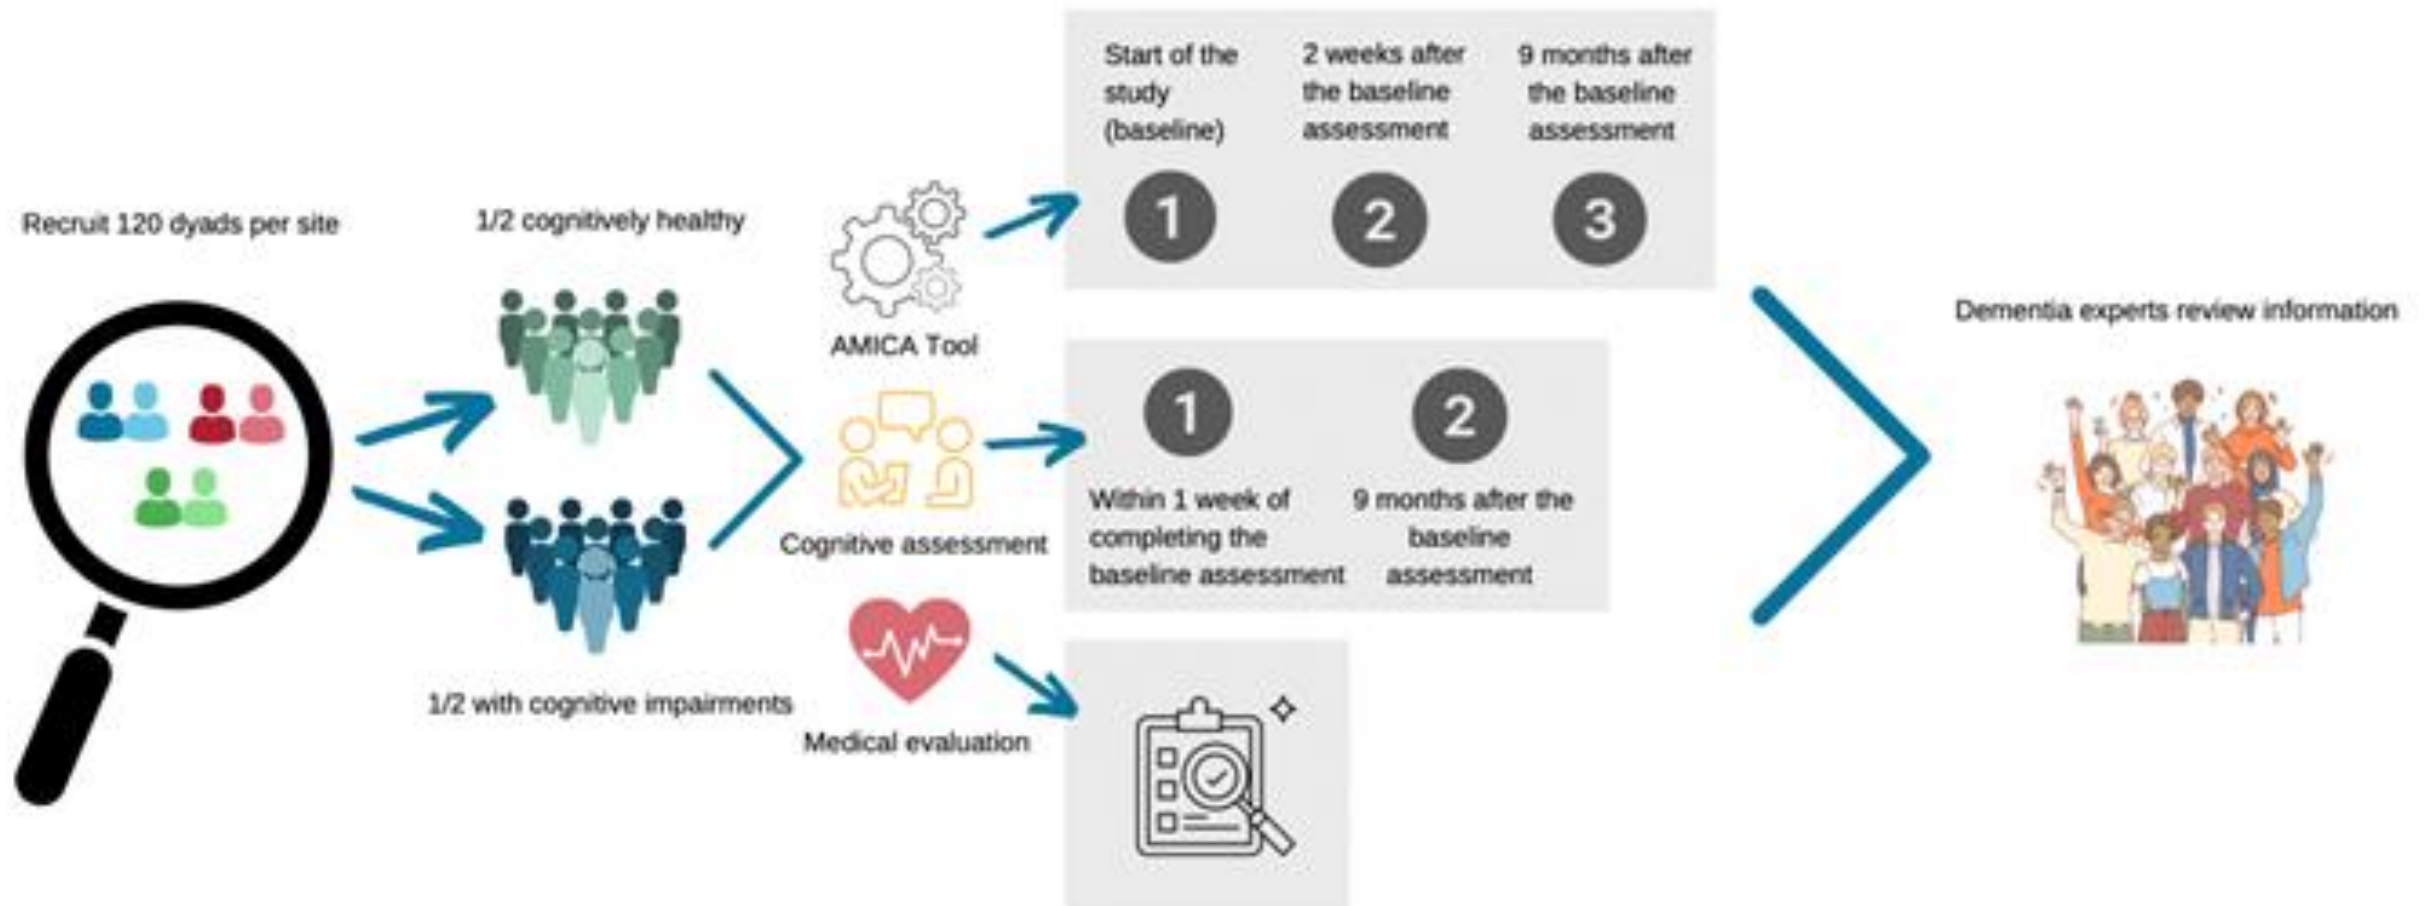 Recruit 120 dyads per site
1/2 cognitively healthy
1/2 with cognitive impairments
AMICA Tool
Start of the
study
(baseline)
1
2 weeks after
the baseline
assessment
2
9 months after
the baseline
assessment
3
Cognitive assessment
1
Within 1 week of
completing the
baseline assessment
2
9 months after the
baseline
assessment
Medical evaluation
Dementia experts review information